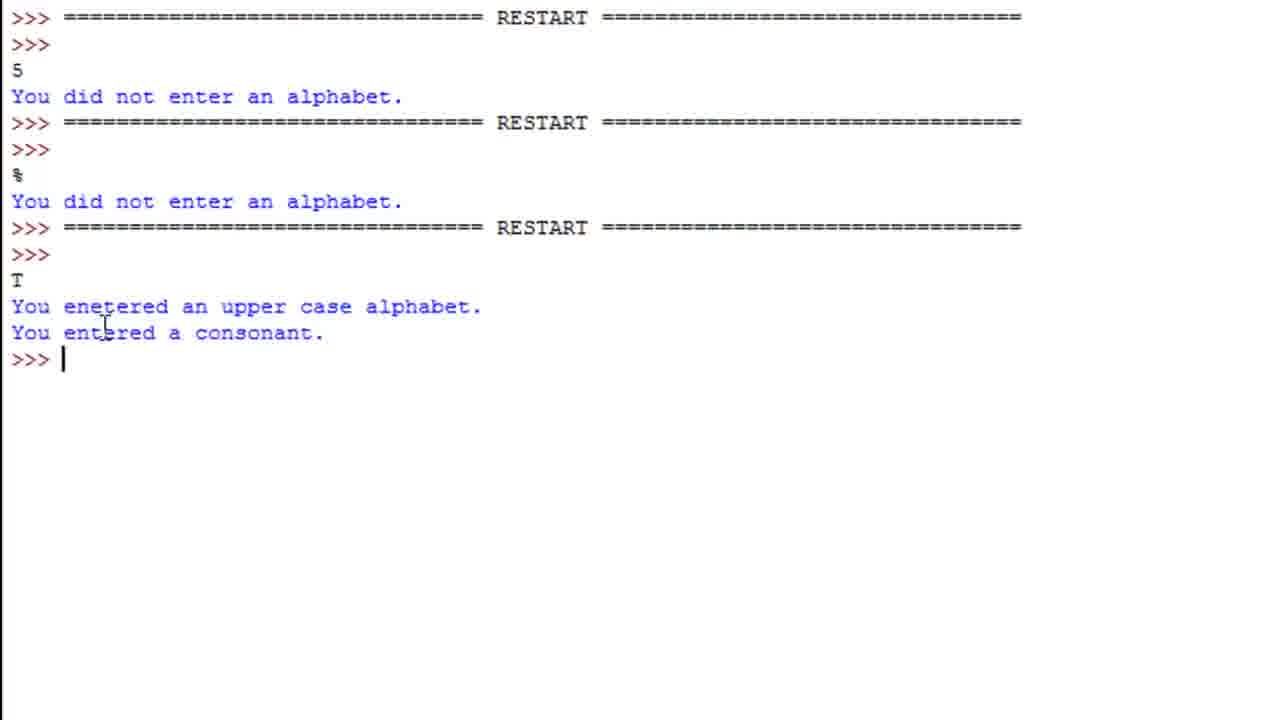 >>> ================================ RESTART ================================
>>>
5
You did not enter an alphabet.
>>> ================================ RESTART ================================
>>>
%
You did not enter an alphabet.
>>> ================================ RESTART ================================
>>>
T
You enetered an upper case alphabet.
You entered a consonant.
>>>